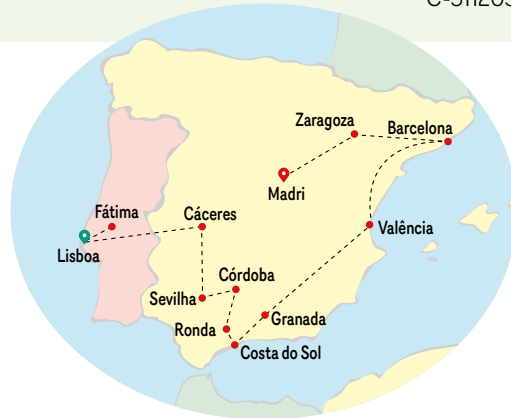 Zaragoza
Barcelona
Madri
Fátima
Cáceres
Valência
Lisboa
Córdoba
Sevilha
Granada
Ronda
Costa do Sol